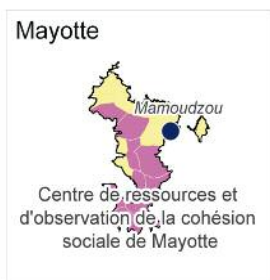 Mayotte
Mamoudzou
Centre de ressources et
d'observation de la cohésion
sociale de Mayotte